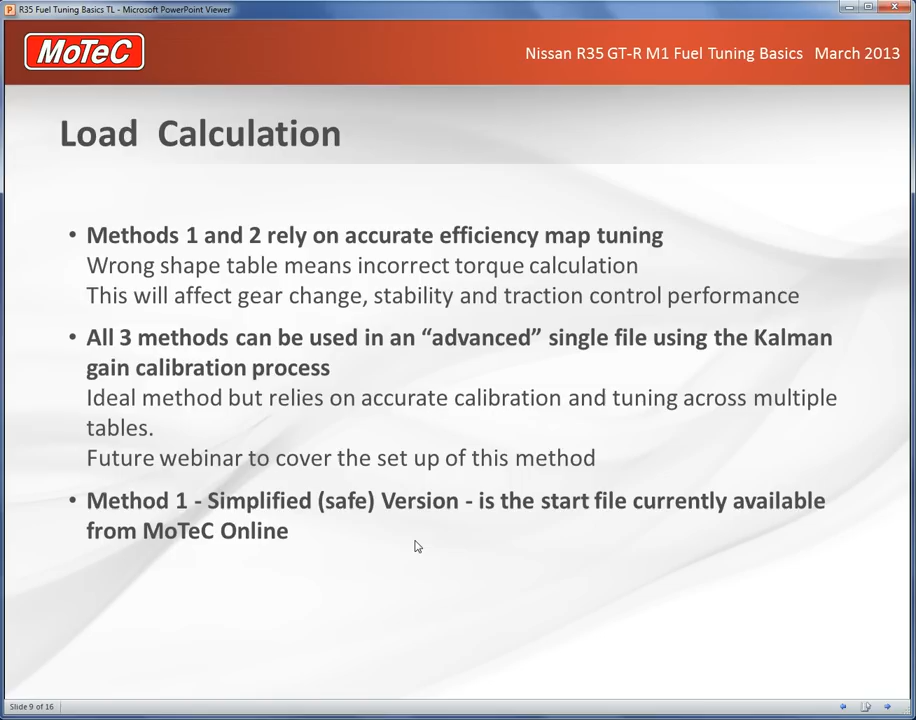 R35 Fuel Tuning Basics TL - Microsoft PowerPoint Viewer
MoTeC
Nissan R35 GT-R M1 Fuel Tuning Basics March 2013
Load Calculation
• Methods 1 and 2 rely on accurate efficiency map tuning
Wrong shape table means incorrect torque calculation
This will affect gear change, stability and traction control performance
• All 3 methods can be used in an “advanced” single file using the Kalman
gain calibration process
Ideal method but relies on accurate calibration and tuning across multiple
tables.
Future webinar to cover the set up of this method
• Method 1 - Simplified (safe) Version - is the start file currently available
from MoTeC Online
Slide 9 of 16